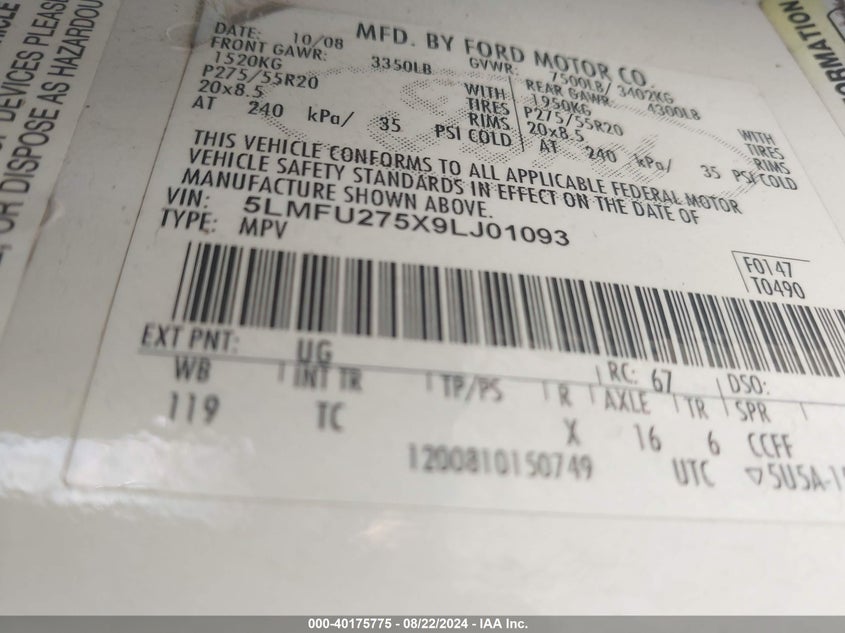 DEVICES PLEASE
OR DISPOSE AS HAZARDOU
VEHICLE
FORMATION
DATE: 10/08 MFD. BY FORD MOTOR CO.
FRONT GAWR: 3350LB GVWR: 7500LB/ 3402KG
1520KG WITH REAR GAWR: 4300LB
P275/55R20 TIRES 1950KG WITH
20x8.5 RIMS P275/55R20 TIRES
AT 240 kPa/ 35 PSI COLD 20x8.5 RIMS
AT 240 kPa/ 35 PSI COLD
THIS VEHICLE CONFORMS TO ALL APPLICABLE FEDERAL MOTOR
VEHICLE SAFETY STANDARDS IN EFFECT ON THE DATE OF
MANUFACTURE SHOWN ABOVE.
VIN: 5LMFU275X9LJ01093
TYPE: MPV
F0147
T0490
EXT PNT: UG RC: 67 DSO:
WB INT TR TP/PS R AXLE TR SPR
119 TC X 16 6 CCFF
1200810150749 UTC ▽5U5A-1
000-40175775 - 08/22/2024 - IAA Inc.